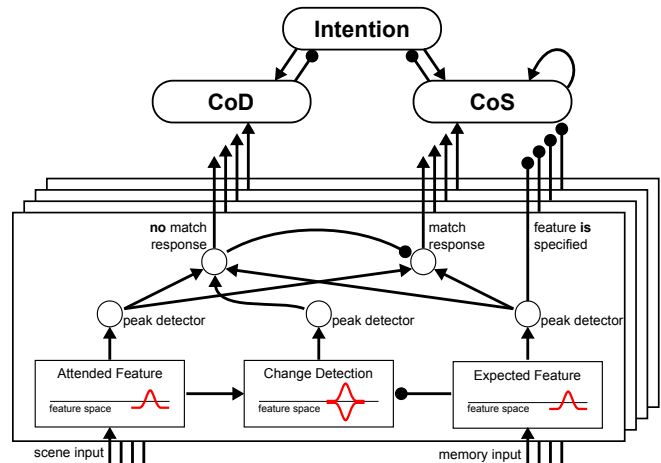 Intention
CoD
CoS
no match
response
match
response
feature is
specified
peak detector
peak detector
peak detector
Attended Feature
feature space
Change Detection
feature space
Expected Feature
feature space
scene input
memory input